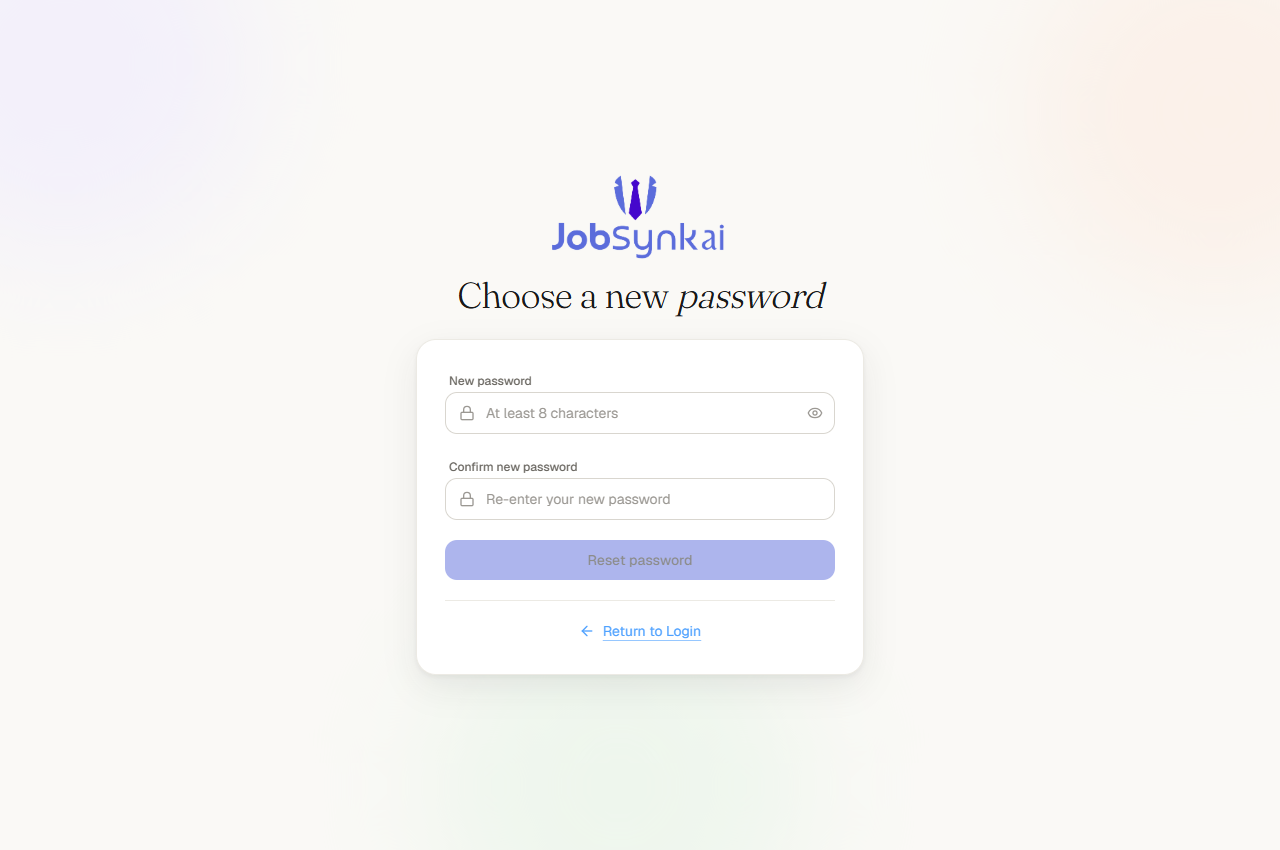 JobSynkai
Choose a new password
New password
At least 8 characters
Confirm new password
Re-enter your new password
Reset password
Return to Login